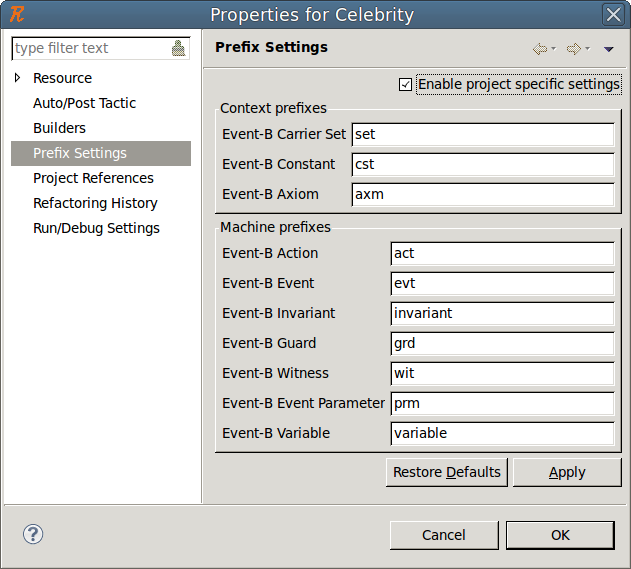 Properties for Celebrity
type filter text
Resource
Auto/Post Tactic
Builders
Prefix Settings
Project References
Refactoring History
Run/Debug Settings
Prefix Settings
Enable project specific settings
Context prefixes
Event-B Carrier Set set
Event-B Constant cst
Event-B Axiom axm
Machine prefixes
Event-B Action act
Event-B Event evt
Event-B Invariant invariant
Event-B Guard grd
Event-B Witness wit
Event-B Event Parameter prm
Event-B Variable variable
Restore Defaults Apply
? Cancel OK